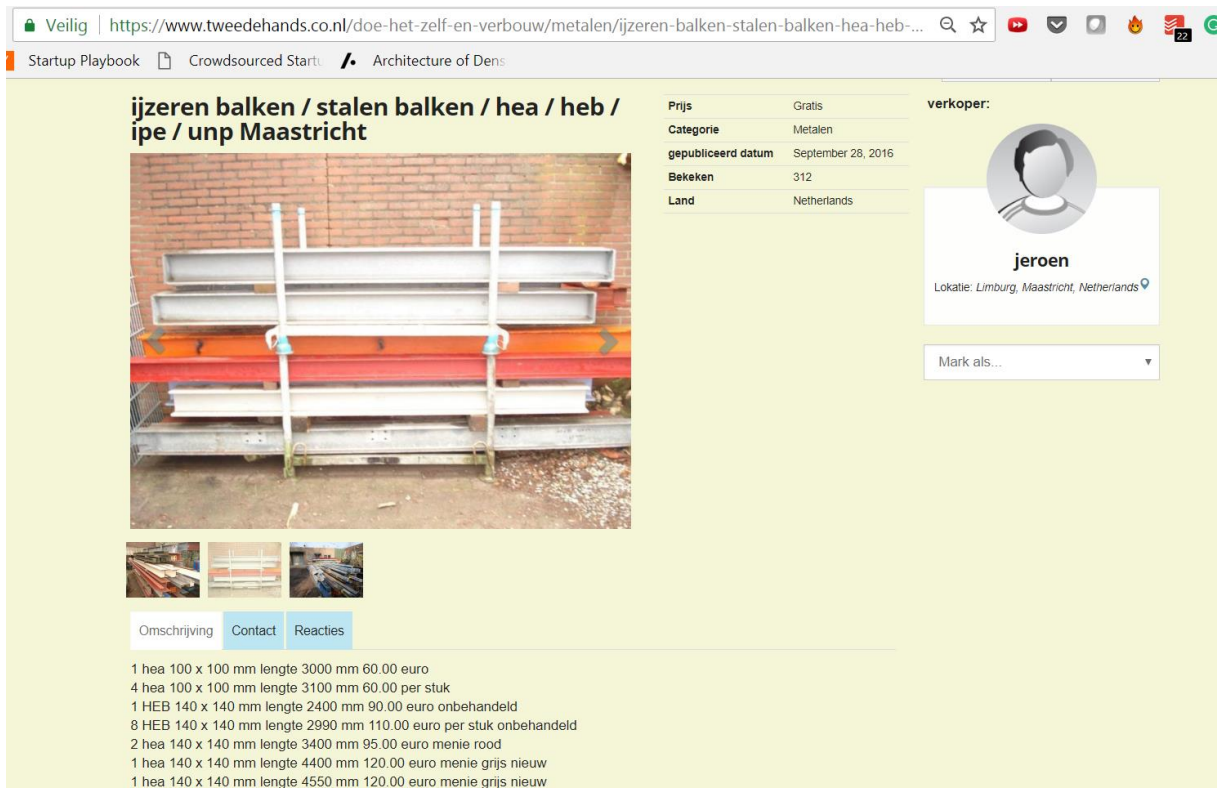 Veilig | https://www.tweedehands.co.nl/doe-het-zelf-en-verbouw/metalen/ijzeren-balken-stalen-balken-hea-heb-...
22
Startup Playbook Crowdsourced Startu Architecture of Dens
ijzeren balken / stalen balken / hea / heb /
ipe / unp Maastricht
Prijs Gratis
Categorie Metalen
gepubliceerd datum September 28, 2016
Bekeken 312
Land Netherlands
verkoper:
jeroen
Lokatie: Limburg, Maastricht, Netherlands
Mark als...
Omschrijving Contact Reacties
1 hea 100 x 100 mm lengte 3000 mm 60.00 euro
4 hea 100 x 100 mm lengte 3100 mm 60.00 per stuk
1 HEB 140 x 140 mm lengte 2400 mm 90.00 euro onbehandeld
8 HEB 140 x 140 mm lengte 2990 mm 110.00 euro per stuk onbehandeld
2 hea 140 x 140 mm lengte 3400 mm 95.00 euro menie rood
1 hea 140 x 140 mm lengte 4400 mm 120.00 euro menie grijs nieuw
1 hea 140 x 140 mm lengte 4550 mm 120.00 euro menie grijs nieuw